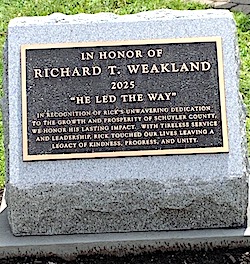 IN HONOR OF
RICHARD T. WEAKLAND
2025
"HE LED THE WAY"
IN RECOGNITION OF RICK'S UNWAVERING DEDICATION
TO THE GROWTH AND PROSPERITY OF SCHUYLER COUNTY,
WE HONOR HIS LASTING IMPACT. WITH TIRELESS SERVICE
AND LEADERSHIP, RICK TOUCHED OUR LIVES LEAVING A
LEGACY OF KINDNESS, PROGRESS, AND UNITY.